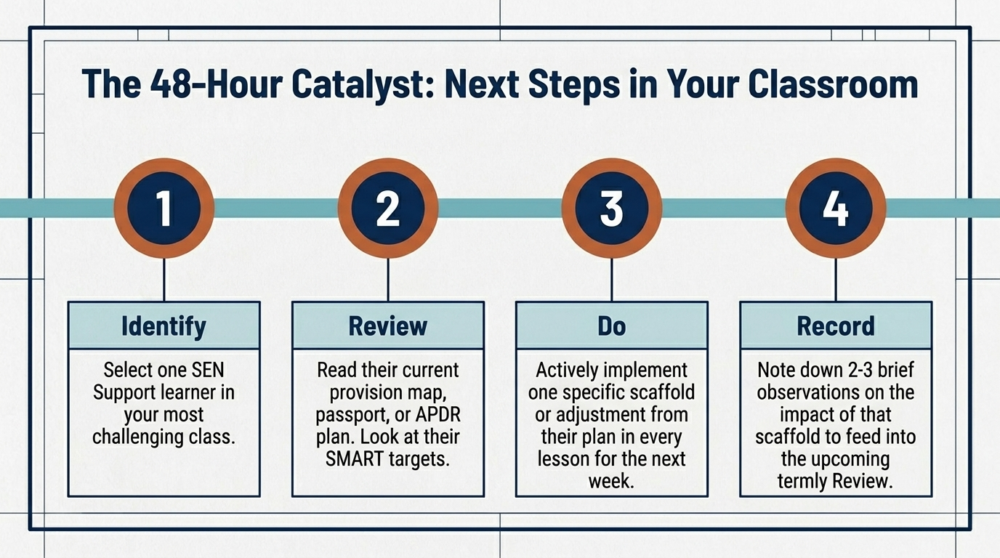 The 48-Hour Catalyst: Next Steps in Your Classroom
1
Identify
Select one SEN
Support learner in
your most
challenging class.
2
Review
Read their current
provision map,
passport, or APDR
plan. Look at their
SMART targets.
3
Do
Actively implement
one specific scaffold
or adjustment from
their plan in every
lesson for the next
week.
4
Record
Note down 2-3 brief
observations on the
impact of that
scaffold to feed into
the upcoming
termly Review.